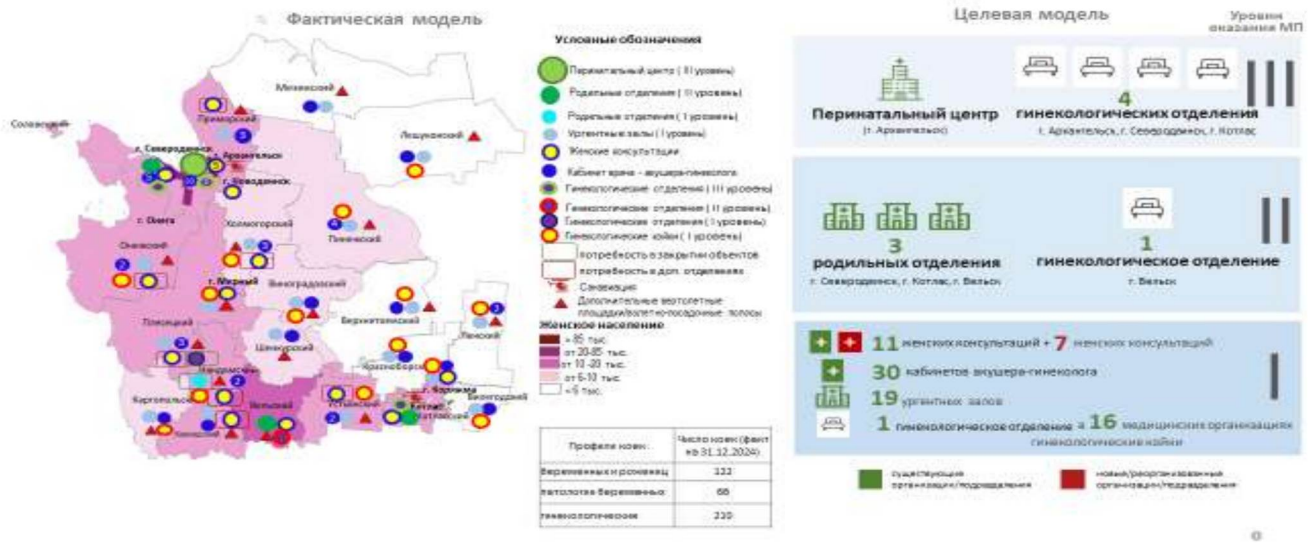 Фактическая модель
Солавецкий
Мезенский
Приморский
Лешуконский
г. Северодвинск
г. Архангельск
г. Новодвинск
г. Онега
Холмогорский
Пинежский
Онежский
г. Мирный
Виноградовский
Плесецкий
Верхнетоемский
Ленский
Шенкурский
Красноборский
г. Коряжма
Каргопольский
Вельский
Устьянский
Котласский
Вилегодский
Условные обозначения
Перинатальный центр ( III уровень)
Родильные отделения ( II уровень)
Родильные отделения ( I уровень)
Ургентные залы ( I уровень)
Женские консультации
Кабинет врача - акушера-гинеколога
Гинекологические отделения ( III уровень)
Гинекологические отделения ( II уровень)
Гинекологические отделения ( I уровень)
Гинекологические койки ( I уровень)
потребность в закрытии объектов
потребность в доп. отделениях
Санавиация
Дополнительные вертолетные
площадки/взлетно-посадочные полосы
Женское население
> 85 тыс.
от 20-85 тыс.
от 10 -20 тыс.
от 6-10 тыс.
< 6 тыс.
Профили коек
Число коек (факт
на 31.12.2024)
беременных и рожениц
122
патологии беременных
66
гинекологические
Целевая модель
Уровни
оказания МП
Перинатальный центр
(г. Архангельск)
4
гинекологических отделения
г. Архангельск, г. Северодвинск, г. Котлас
III
3
родильных отделения
г. Северодвинск, г. Котлас, г. Вельск
1
гинекологическое отделение
г. Вельск
II
11 женских консультаций + 7 женских консультаций
30 кабинетов акушера-гинеколога
19 ургентных залов
1 гинекологическое отделение в 16 медицинских организациях
гинекологические койки
I
существующие
организации/подразделения
новый/реорганизованный
организации/подразделения